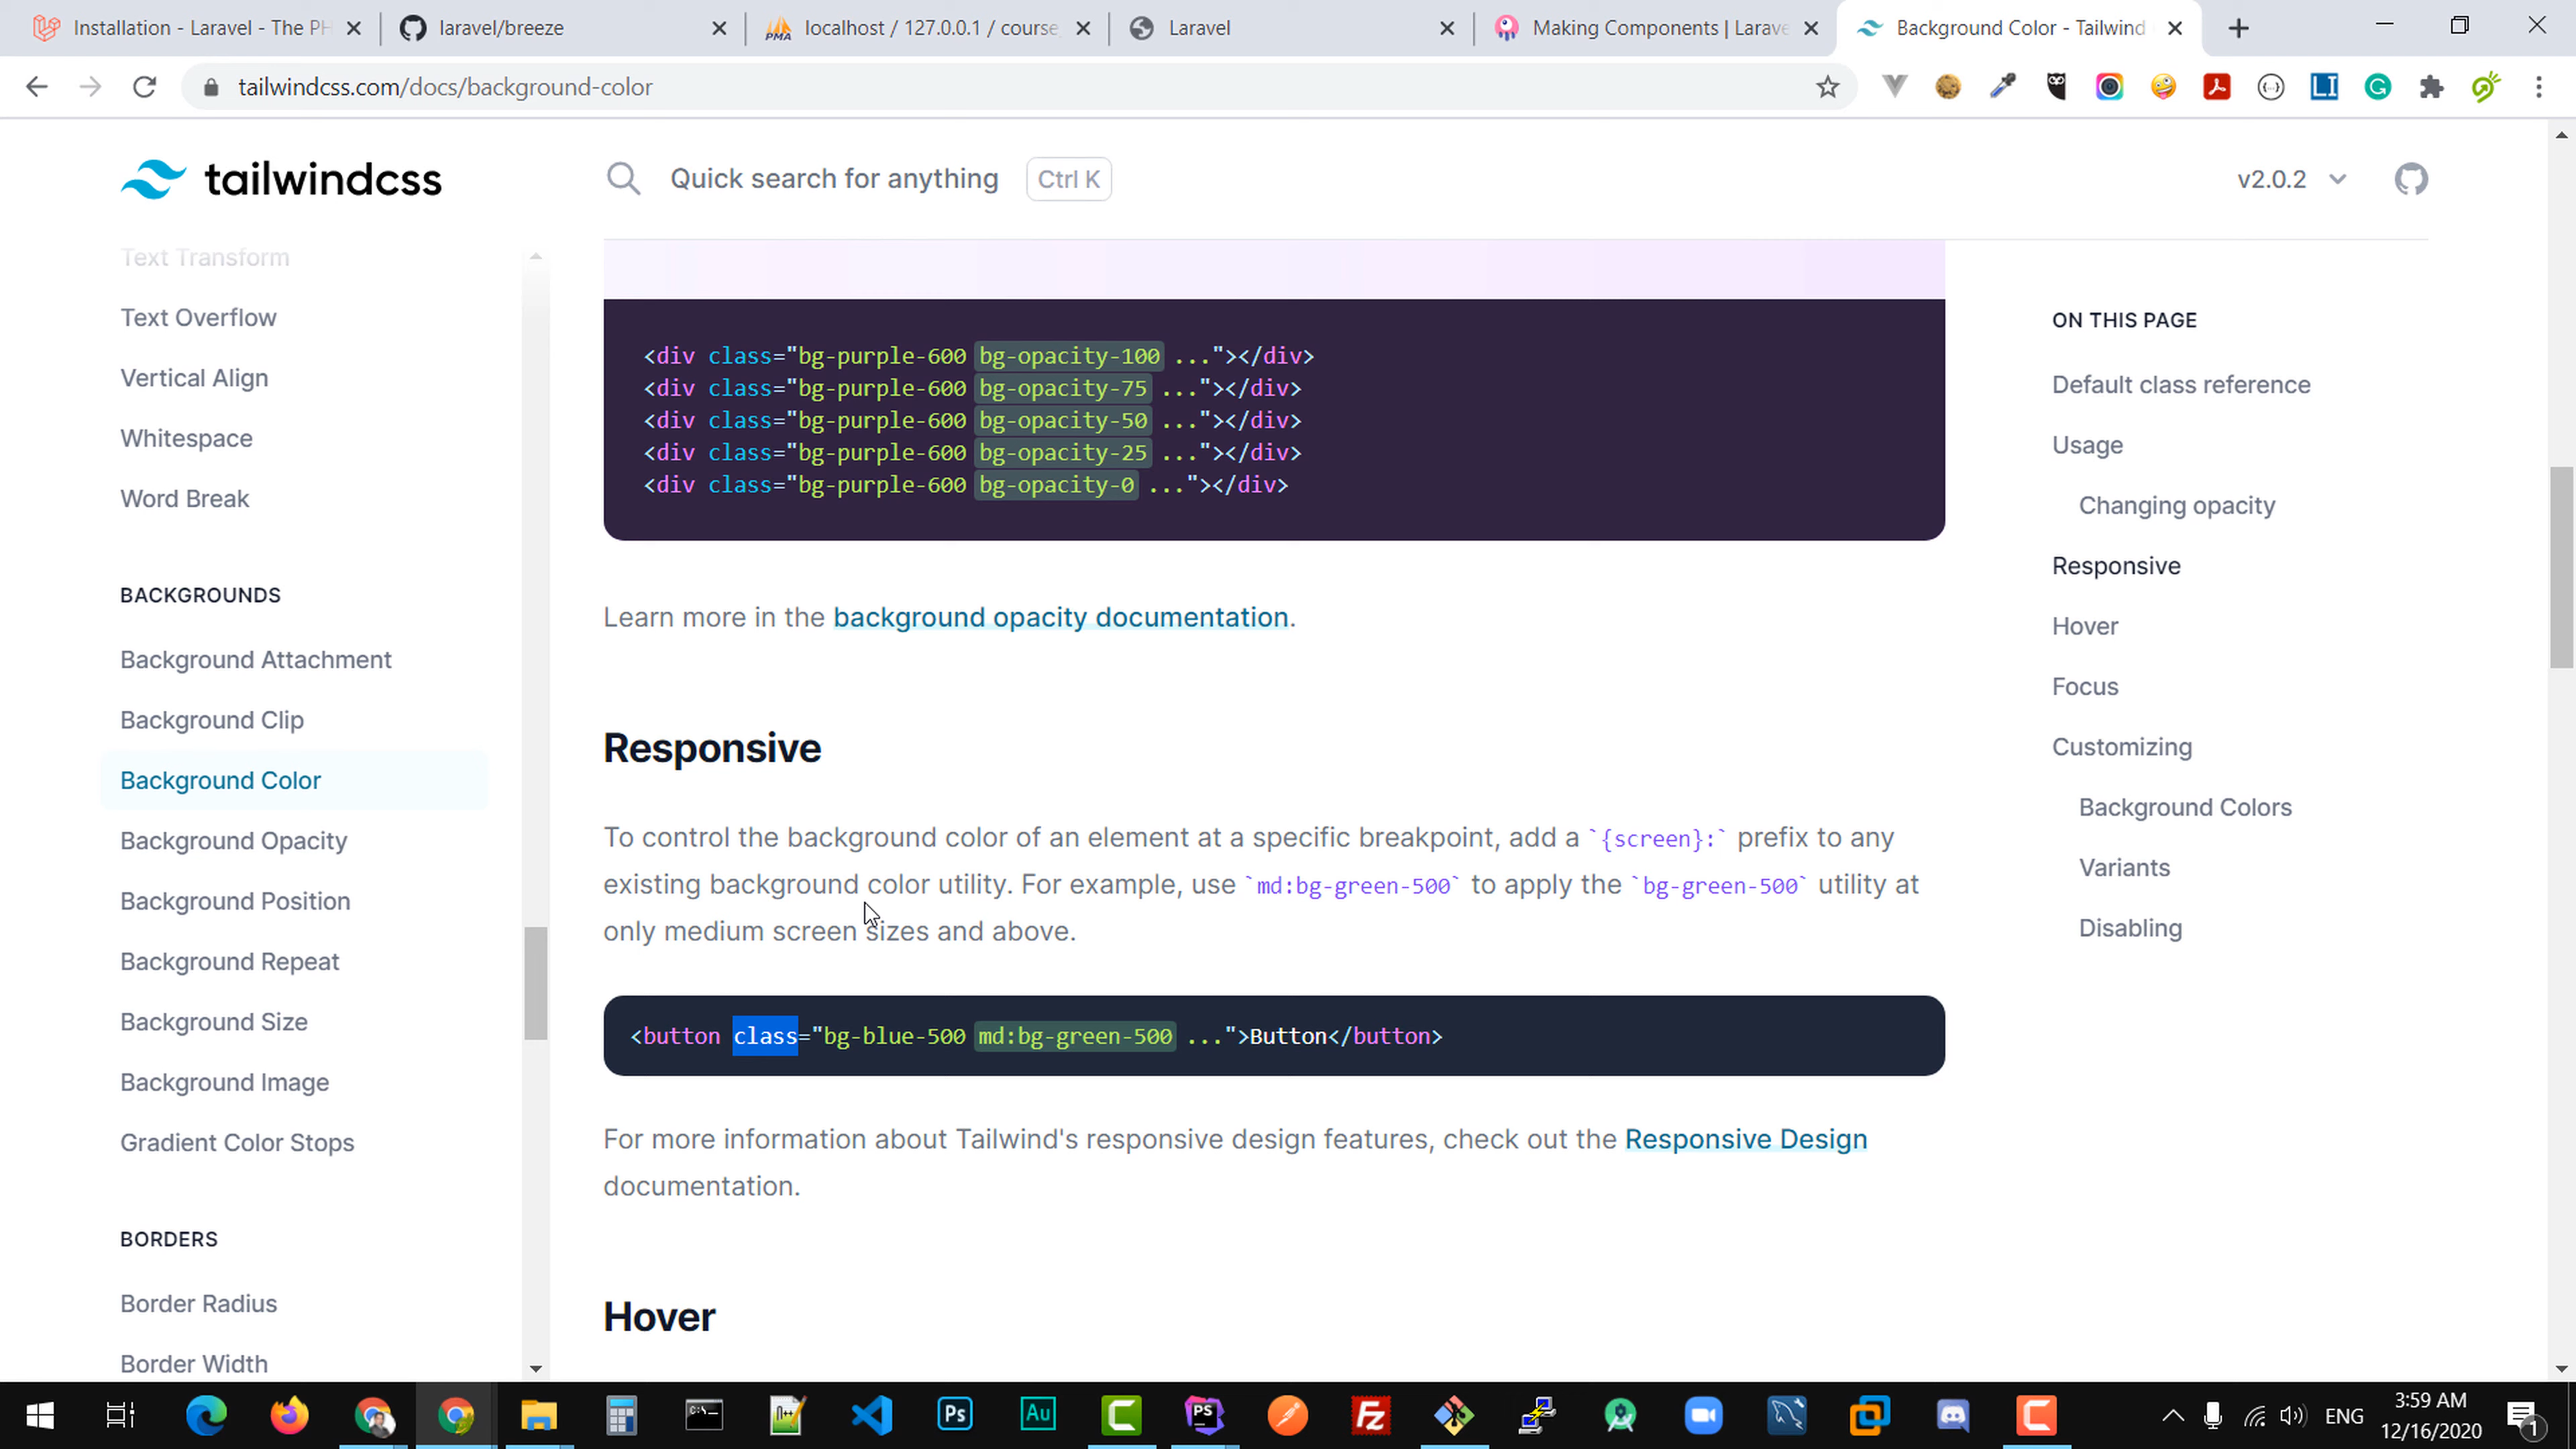 Installation - Laravel - The PH
laravel/breeze
localhost / 127.0.0.1 / course
Laravel
Making Components | Larave
Background Color - Tailwind
tailwindcss.com/docs/background-color
tailwindcss
Quick search for anything
Ctrl K
v2.0.2
Text Transform
Text Overflow
Vertical Align
Whitespace
Word Break
BACKGROUNDS
Background Attachment
Background Clip
Background Color
Background Opacity
Background Position
Background Repeat
Background Size
Background Image
Gradient Color Stops
BORDERS
Border Radius
Border Width
<div class="bg-purple-600 bg-opacity-100 ..."></div>
<div class="bg-purple-600 bg-opacity-75 ..."></div>
<div class="bg-purple-600 bg-opacity-50 ..."></div>
<div class="bg-purple-600 bg-opacity-25 ..."></div>
<div class="bg-purple-600 bg-opacity-0 ..."></div>
Learn more in the background opacity documentation.
Responsive
To control the background color of an element at a specific breakpoint, add a `{screen}:` prefix to any
existing background color utility. For example, use `md:bg-green-500` to apply the `bg-green-500` utility at
only medium screen sizes and above.
<button class="bg-blue-500 md:bg-green-500 ...">Button</button>
For more information about Tailwind's responsive design features, check out the Responsive Design
documentation.
Hover
ON THIS PAGE
Default class reference
Usage
Changing opacity
Responsive
Hover
Focus
Customizing
Background Colors
Variants
Disabling
ENG
3:59 AM
12/16/2020
1